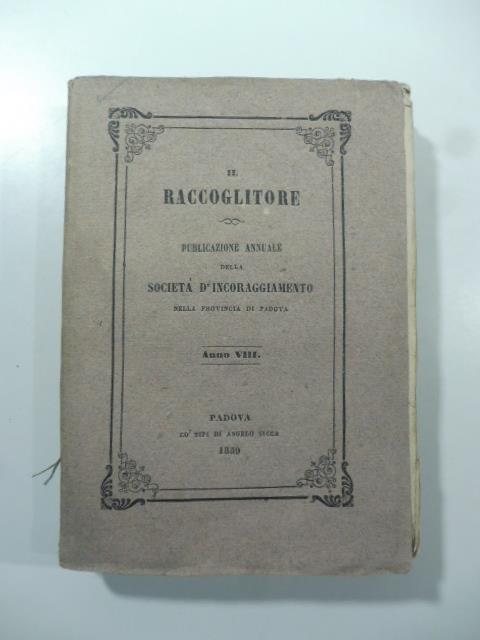 IL
RACCOGLITORE
PUBLICAZIONE ANNUALE
DELLA
SOCIETÀ D'INCORAGGIAMENTO
NELLA PROVINCIA DI PADOVA
Anno VIII.
PADOVA
CO' TIPI DI ANGELO SICCA
1859